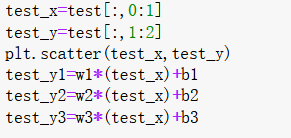 test_x=test[:,0:1]
test_y=test[:,1:2]
plt.scatter(test_x,test_y)
test_y1=w1*(test_x)+b1
test_y2=w2*(test_x)+b2
test_y3=w3*(test_x)+b3